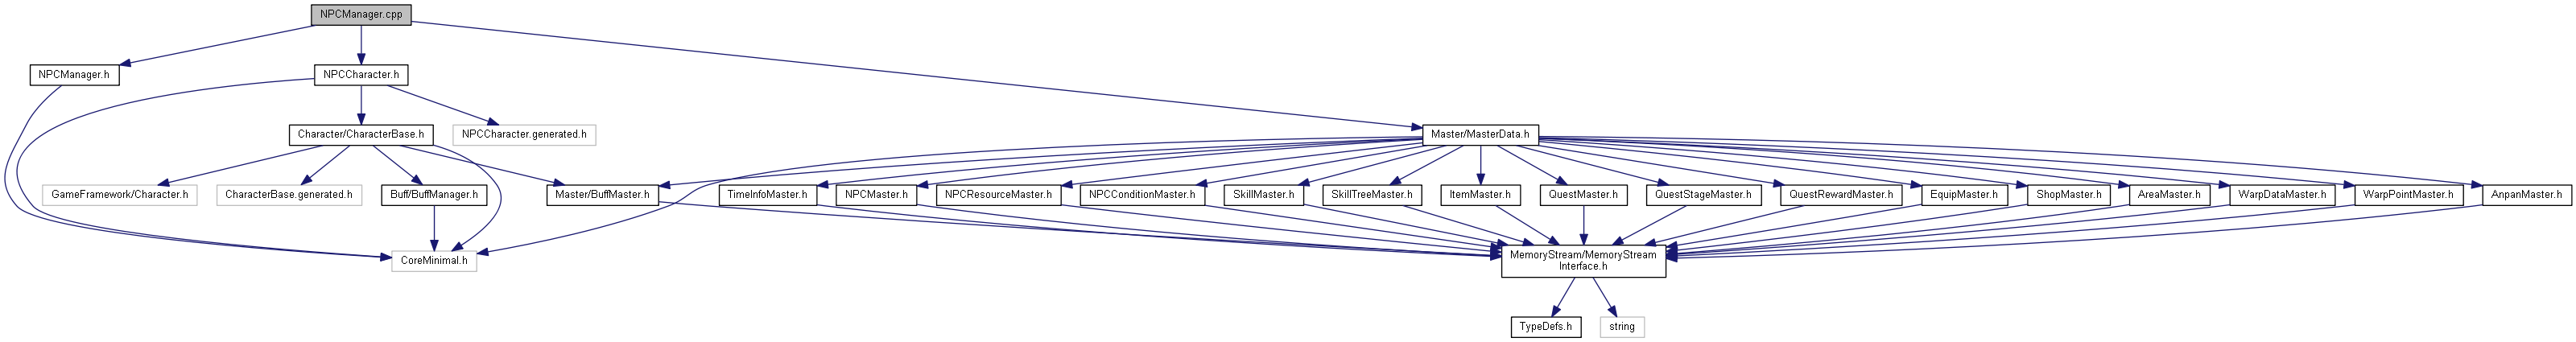 NPCManager.cpp
NPCManager.h
NPCCharacter.h
Character/CharacterBase.h
NPCCharacter.generated.h
Master/MasterData.h
GameFramework/Character.h
CharacterBase.generated.h
Buff/BuffManager.h
Master/BuffMaster.h
TimeInfoMaster.h
NPCMaster.h
NPCResourceMaster.h
NPCConditionMaster.h
SkillMaster.h
SkillTreeMaster.h
ItemMaster.h
QuestMaster.h
QuestStageMaster.h
QuestRewardMaster.h
EquipMaster.h
ShopMaster.h
AreaMaster.h
WarpDataMaster.h
WarpPointMaster.h
AnpanMaster.h
CoreMinimal.h
MemoryStream/MemoryStream
Interface.h
TypeDefs.h
string